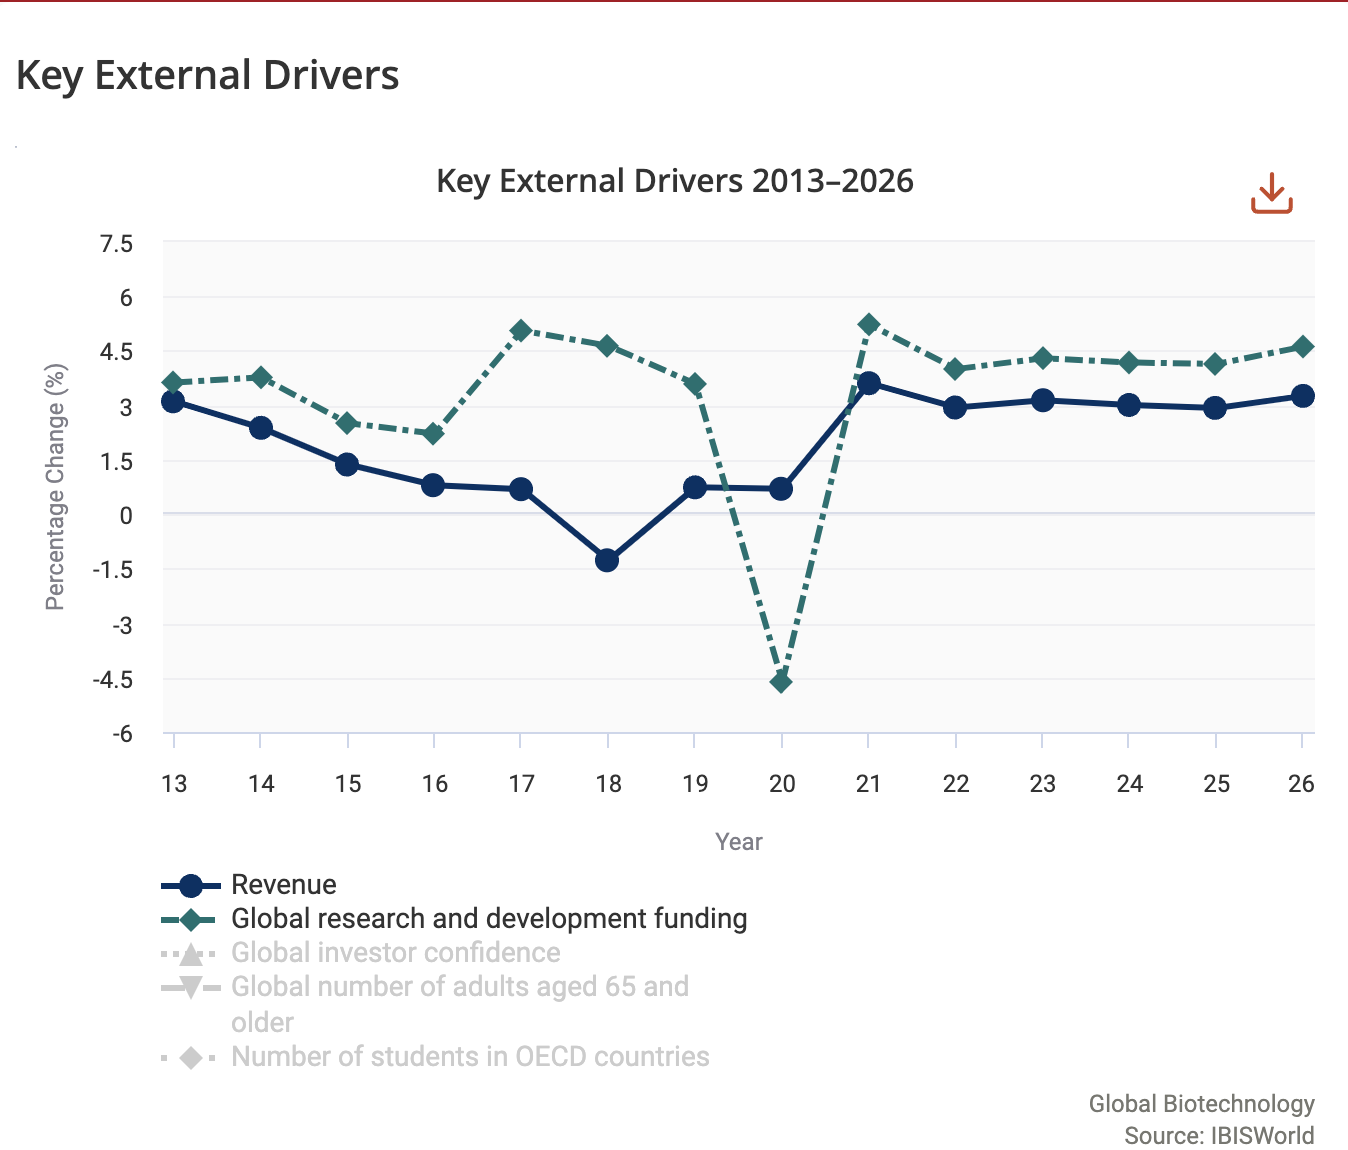 Key External Drivers
Key External Drivers 2013–2026
7.5
6
4.5
3
1.5
0
-1.5
-3
-4.5
-6
Percentage Change (%)
13 14 15 16 17 18 19 20 21 22 23 24 25 26
Year
Revenue
Global research and development funding
Global investor confidence
Global number of adults aged 65 and
older
Number of students in OECD countries
Global Biotechnology
Source: IBISWorld